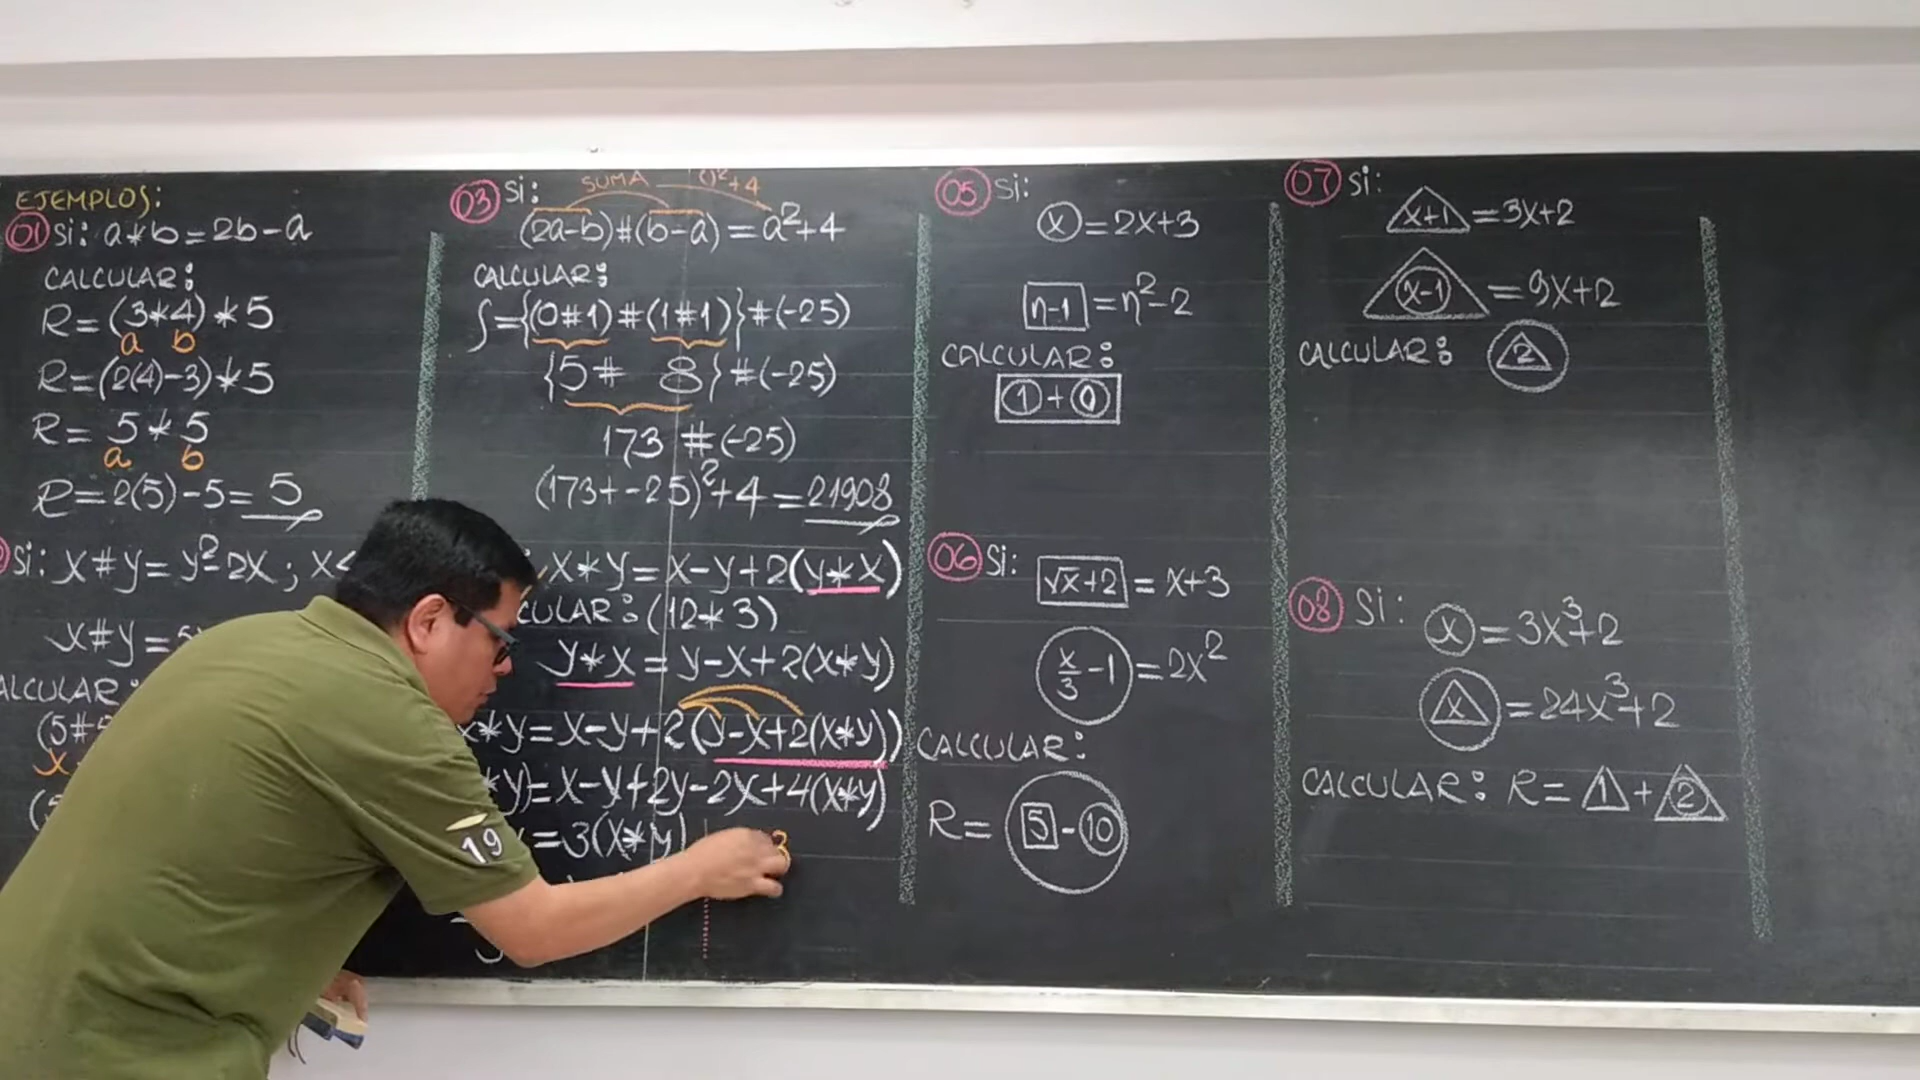 EJEMPLOS:
01 Si: a*b=2b-a
CALCULAR:
R=(3*4)*5
a b
R=(2(4)-3)*5
R= 5*5
a b
R=2(5)-5=5
Si: x#y=y²-2x; x<
x#y=
ALCULAR:
(5#
x
(5
03 Si:
SUMA ( )²+4
(2a-b)#(b-a)=a²+4
CALCULAR:
∫={(0#1)#(1#1)}#(-25)
{5# 8}#(-25)
173 #(-25)
(173+-25)²+4=21908
x*y=x-y+2(y*x)
CULAR:(12*3)
y*x=y-x+2(x*y)
x*y=x-y+2(y-x+2(x*y))
*y)=x-y+2y-2x+4(x*y)
=3(x*y)
3
19
05 Si:
(x)=2x+3
n-1=n²-2
CALCULAR:
1+0
06 Si: √x+2=x+3
x/3-1=2x²
CALCULAR:
R= 5-10
07 Si:
x+1=3x+2
x-1=9x+2
CALCULAR: 2
08 Si: x=3x³+2
x=24x³+2
CALCULAR: R=1+2